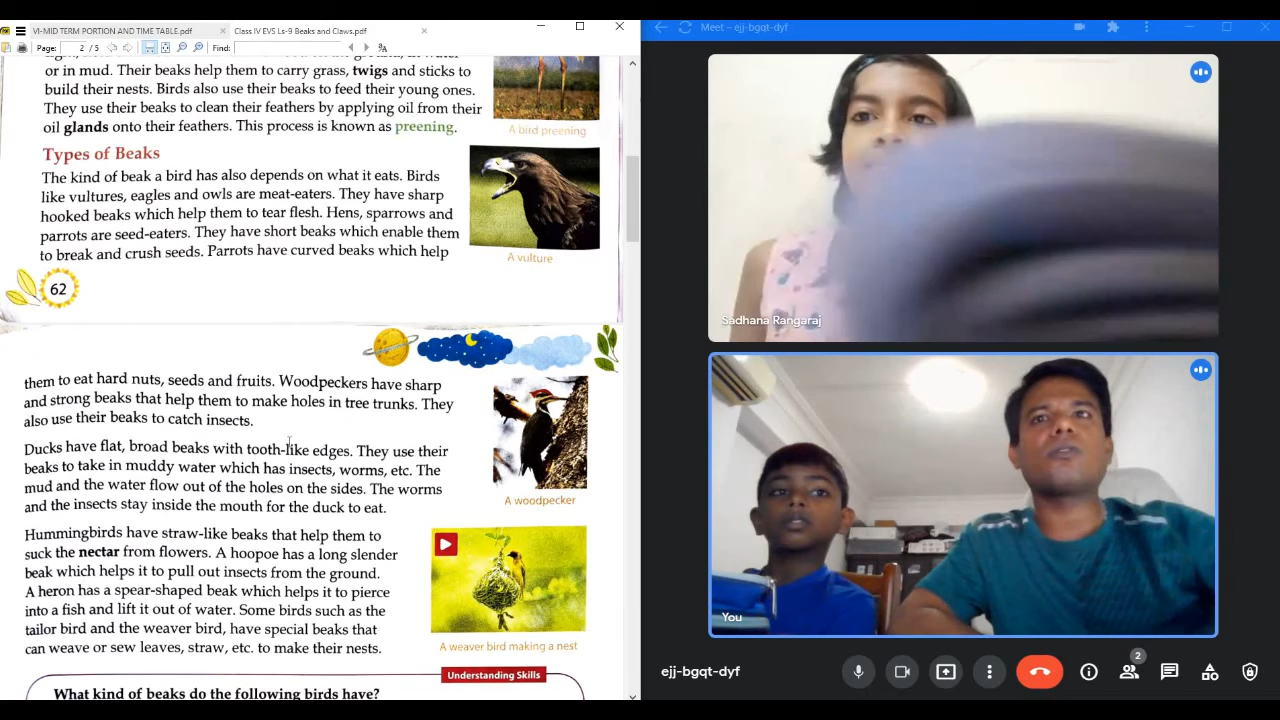 VI-MID TERM PORTION AND TIME TABLE.pdf
Class IV EVS Ls-9 Beaks and Claws.pdf
Page: 2 / 5 Find:
or in mud. Their beaks help them to carry grass, twigs and sticks to
build their nests. Birds also use their beaks to feed their young ones.
They use their beaks to clean their feathers by applying oil from their
oil glands onto their feathers. This process is known as preening.
A bird preening
Types of Beaks
The kind of beak a bird has also depends on what it eats. Birds
like vultures, eagles and owls are meat-eaters. They have sharp
hooked beaks which help them to tear flesh. Hens, sparrows and
parrots are seed-eaters. They have short beaks which enable them
to break and crush seeds. Parrots have curved beaks which help
A vulture
62
them to eat hard nuts, seeds and fruits. Woodpeckers have sharp
and strong beaks that help them to make holes in tree trunks. They
also use their beaks to catch insects.
Ducks have flat, broad beaks with tooth-like edges. They use their
beaks to take in muddy water which has insects, worms, etc. The
mud and the water flow out of the holes on the sides. The worms
and the insects stay inside the mouth for the duck to eat.
A woodpecker
Hummingbirds have straw-like beaks that help them to
suck the nectar from flowers. A hoopoe has a long slender
beak which helps it to pull out insects from the ground.
A heron has a spear-shaped beak which helps it to pierce
into a fish and lift it out of water. Some birds such as the
tailor bird and the weaver bird, have special beaks that
can weave or sew leaves, straw, etc. to make their nests.
A weaver bird making a nest
Understanding Skills
What kind of beaks do the following birds have?
Meet – ejj-bgqt-dyf
Sadhana Rangaraj
You
ejj-bgqt-dyf
2